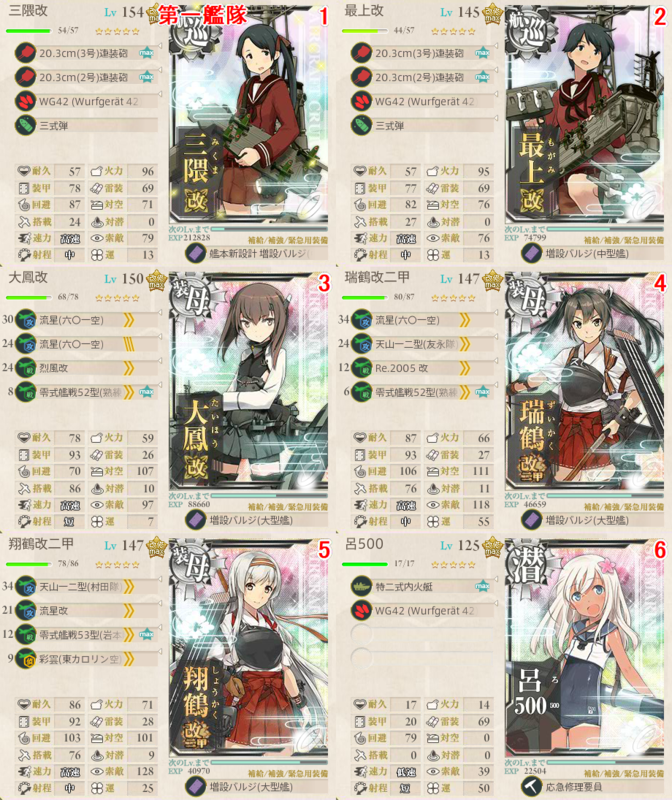 第一艦隊
三隈改 Lv 154
54/57
20.3cm(3号)連装砲 max
20.3cm(2号)連装砲 max
WG42 (Wurfgerät 42
三式弾
耐久 57 火力 96
装甲 78 雷装 69
回避 87 対空 71
搭載 24 対潜 0
速力 高速 索敵 79
射程 中 運 13
1
航巡
みくま
三隈改
次のLvまで
EXP 212828
補給/補強/緊急用装備
艦本新設計 増設バルジ
最上改 Lv 145
54/57
20.3cm(3号)連装砲 max
20.3cm(2号)連装砲 max
WG42 (Wurfgerät 42
三式弾
耐久 57 火力 95
装甲 77 雷装 69
回避 82 対空 76
搭載 27 対潜 0
速力 高速 索敵 76
射程 中 運 13
2
航巡
もがみ
最上改
次のLvまで
EXP 74799
補給/補強/緊急用装備
増設バルジ(中型艦)
大鳳改 Lv 150
68/78
30 流星(六〇一空)
24 流星(六〇一空)
24 烈風改
8 零式艦戦52型(熟練 max
耐久 78 火力 59
装甲 93 雷装 26
回避 70 対空 107
搭載 86 対潜 10
速力 高速 索敵 97
射程 短 運 7
3
装母
たいほう
大鳳改
次のLvまで
EXP 88660
補給/補強/緊急用装備
増設バルジ(大型艦)
瑞鶴改二甲 Lv 147
80/87
34 流星(六〇一空)
24 天山一二型(友永隊
12 Re.2005 改
6 零式艦戦52型(熟練 max
耐久 87 火力 66
装甲 93 雷装 27
回避 106 対空 111
搭載 76 対潜 11
速力 高速 索敵 118
射程 中 運 55
4
装母
ずいかく
瑞鶴改二甲
次のLvまで
EXP 46659
補給/補強/緊急用装備
増設バルジ(大型艦)
翔鶴改二甲 Lv 147
78/86
34 天山一二型(村田隊
21 流星改
12 零式艦戦53型(岩本 max
9 彩雲(東カロリン空)
耐久 86 火力 71
装甲 92 雷装 28
回避 103 対空 101
搭載 76 対潜 9
速力 高速 索敵 128
射程 中 運 25
5
装母
しょうかく
翔鶴改二甲
次のLvまで
EXP 40970
補給/補強/緊急用装備
増設バルジ(大型艦)
呂500 Lv 125
17/17
特二式内火艇 max
WG42 (Wurfgerät 42
耐久 17 火力 14
装甲 20 雷装 69
回避 79 対空 0
搭載 0 対潜 0
速力 低速 索敵 39
射程 短 運 50
6
潜
ろ
呂500
500
次のLvまで
EXP 22504
補給/補強/緊急用装備
応急修理要員